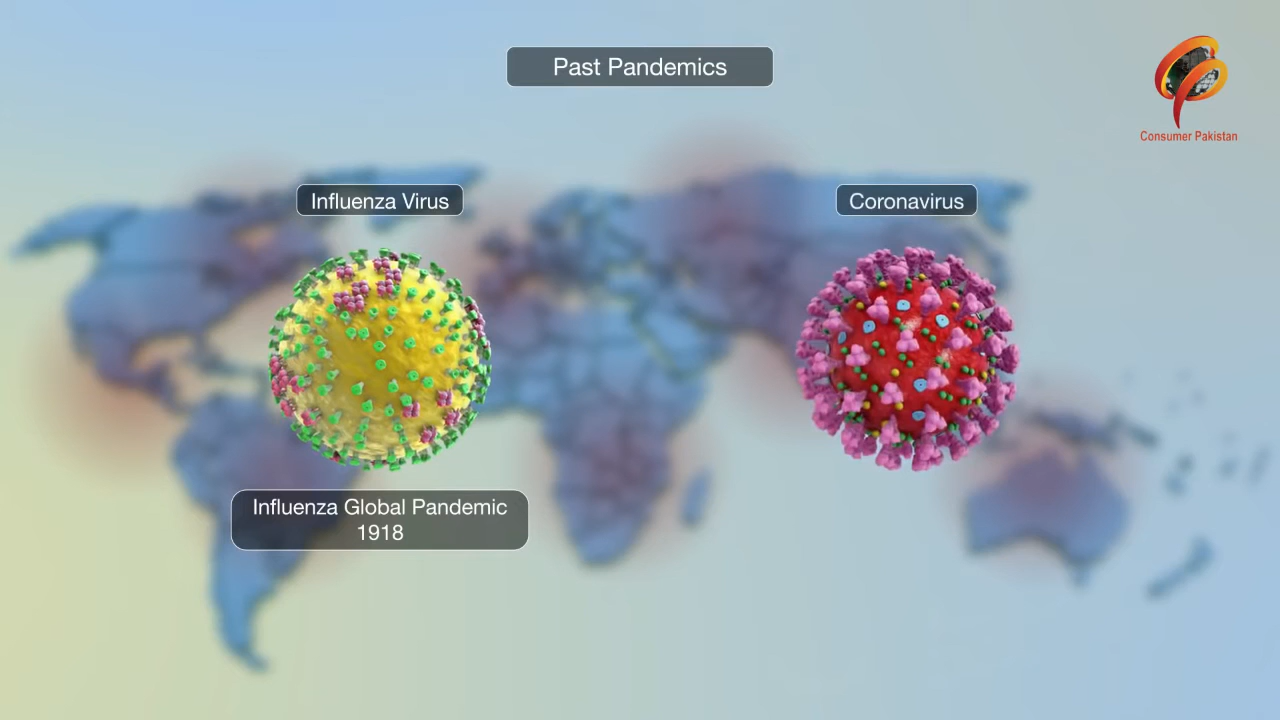 Past Pandemics
Consumer Pakistan
Influenza Virus
Coronavirus
Influenza Global Pandemic
1918